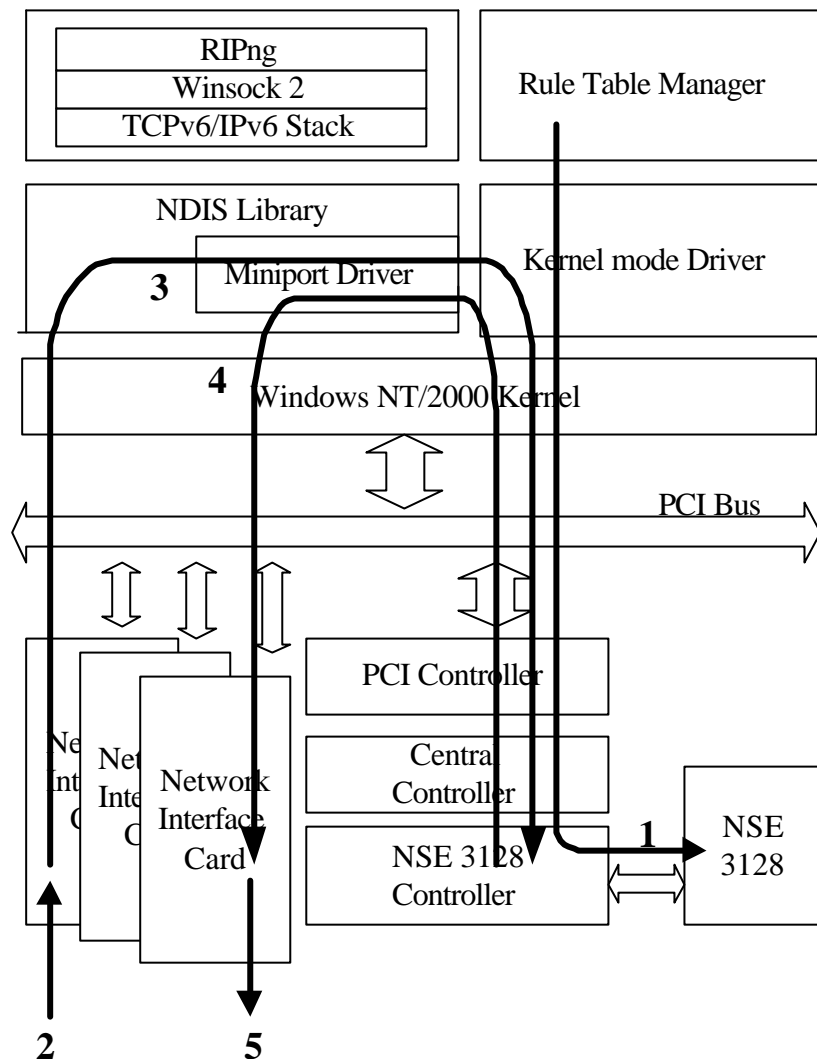 RIPng
Winsock 2
TCPv6/IPv6 Stack
Rule Table Manager
NDIS Library
Miniport Driver
Kernel mode Driver
3
4
Windows NT/2000 Kernel
PCI Bus
PCI Controller
Central
Controller
Network
Interface
Card
NSE 3128
Controller
1
NSE
3128
2
5